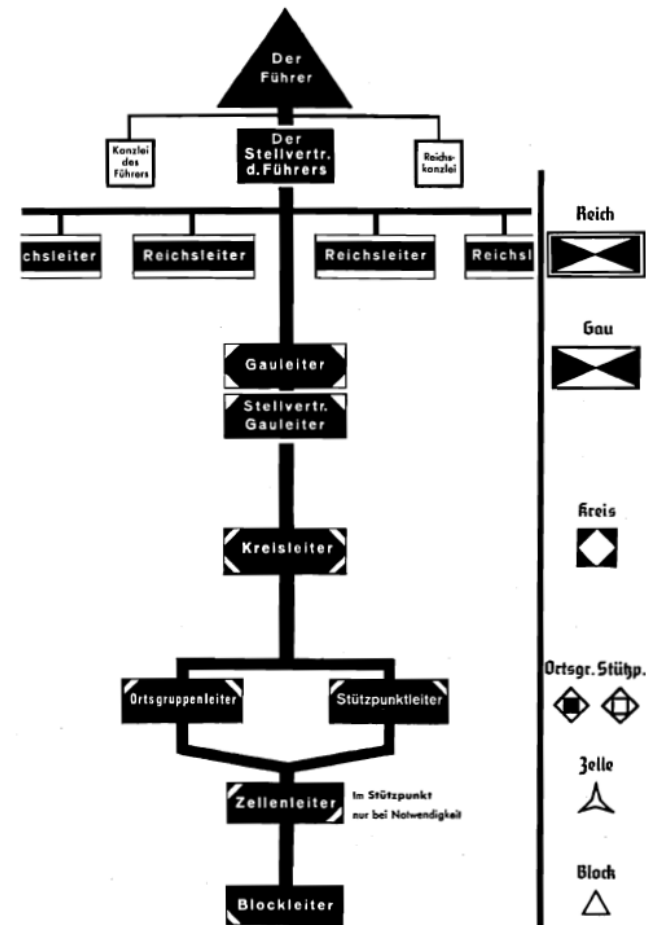 Der
Führer
Kanzlei
des
Führers
Der
Stellvertr.
d. Führers
Reichs-
kanzlei
chsleiter
Reichsleiter
Reichsleiter
Reichsl
Reich
Gau
Gauleiter
Stellvertr.
Gauleiter
Kreis
Kreisleiter
Ortsgr. Stützp.
Ortsgruppenleiter
Stützpunktleiter
Zelle
Zellenleiter
Im Stützpunkt
nur bei Notwendigkeit
Block
Blockleiter